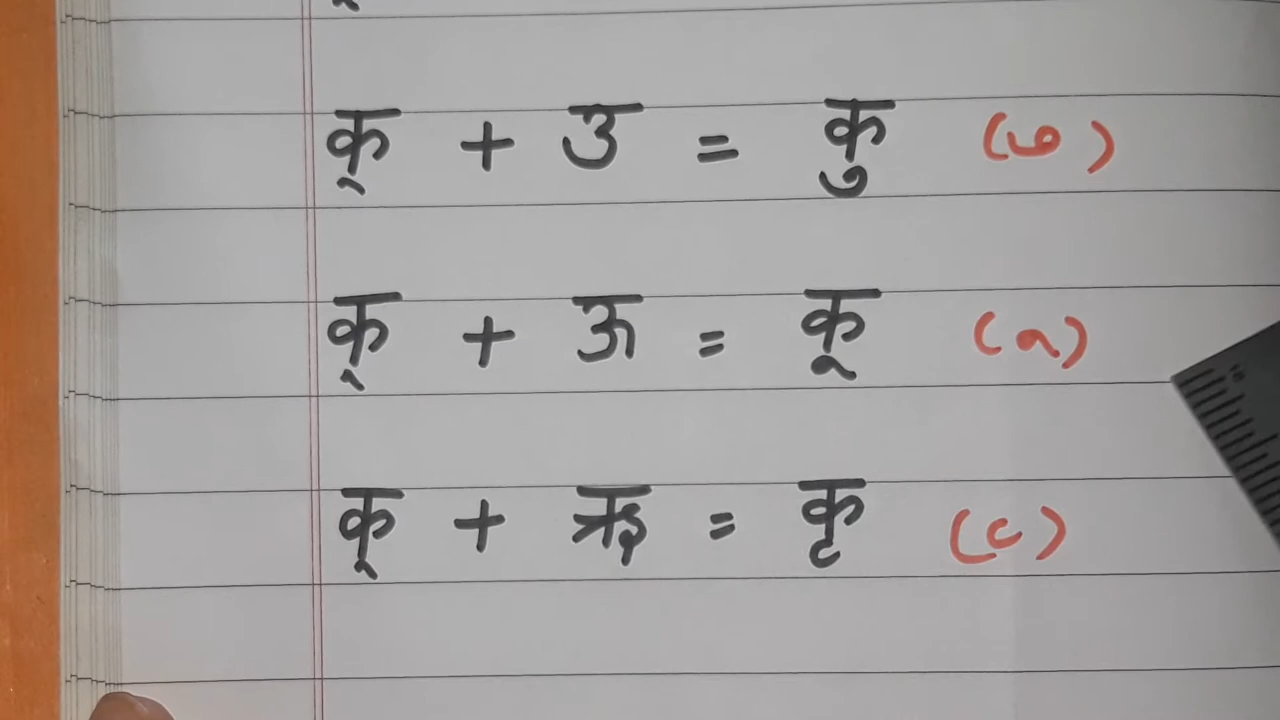 क् + उ = कु ( ु )
क् + ऊ = कू ( ू )
क् + ऋ = कृ ( ृ )